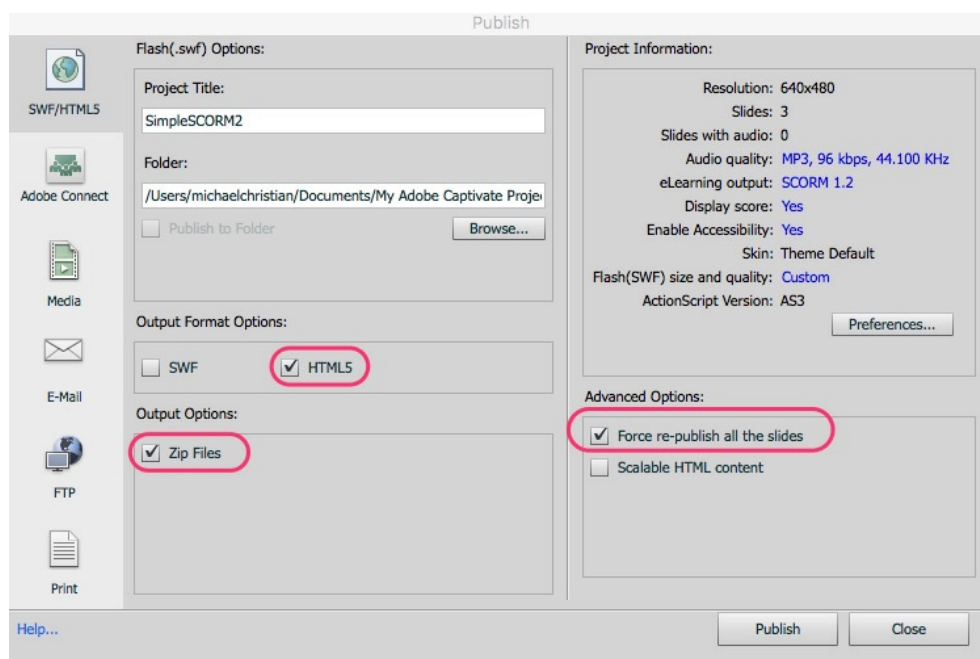 Publish
SWF/HTML5
Adobe Connect
Media
E-Mail
FTP
Print
Flash(.swf) Options:
Project Title:
SimpleSCORM2
Folder:
/Users/michaelchristian/Documents/My Adobe Captivate Proje
Publish to Folder
Browse...
Output Format Options:
SWF
HTML5
Output Options:
Zip Files
Project Information:
Resolution: 640x480
Slides: 3
Slides with audio: 0
Audio quality: MP3, 96 kbps, 44.100 KHz
eLearning output: SCORM 1.2
Display score: Yes
Enable Accessibility: Yes
Skin: Theme Default
Flash(SWF) size and quality: Custom
ActionScript Version: AS3
Preferences...
Advanced Options:
Force re-publish all the slides
Scalable HTML content
Help...
Publish
Close